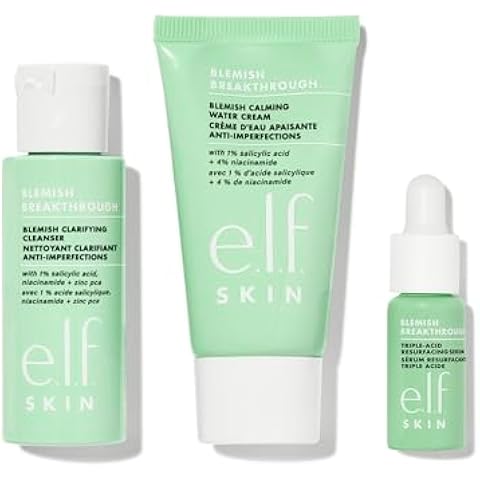 BLEMISH
BREAKTHROUGH
BLEMISH CLARIFYING
CLEANSER
NETTOYANT CLARIFIANT
ANTI-IMPERFECTIONS
with 1% salicylic acid,
niacinamide + zinc pca
avec 1 % acide salicylique,
niacinamide + zinc pca
e.l.f.
SKIN
BLEMISH
BREAKTHROUGH
BLEMISH CALMING
WATER CREAM
CRÈME D'EAU APAISANTE
ANTI-IMPERFECTIONS
with 1% salicylic acid
+ 4% niacinamide
avec 1 % d'acide salicylique
+ 4 % de niacinamide
e.l.f.
SKIN
BLEMISH
BREAKTHROUGH
TRIPLE-ACID
RESURFACING SERUM
SÉRUM RESURFAÇANT
TRIPLE ACIDE
e.l.f
SKIN